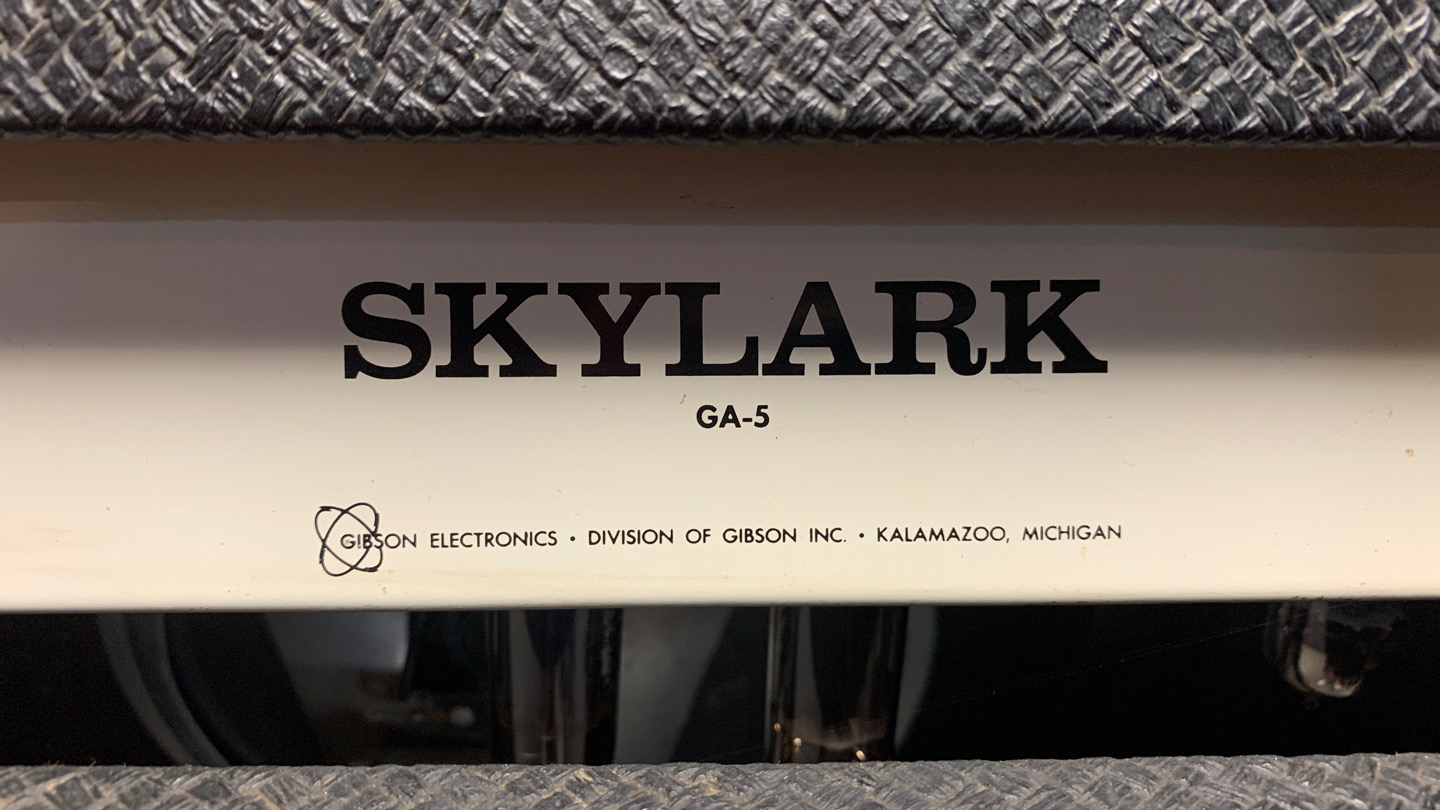 SKYLARK
GA-5
GIBSON ELECTRONICS • DIVISION OF GIBSON INC. • KALAMAZOO, MICHIGAN